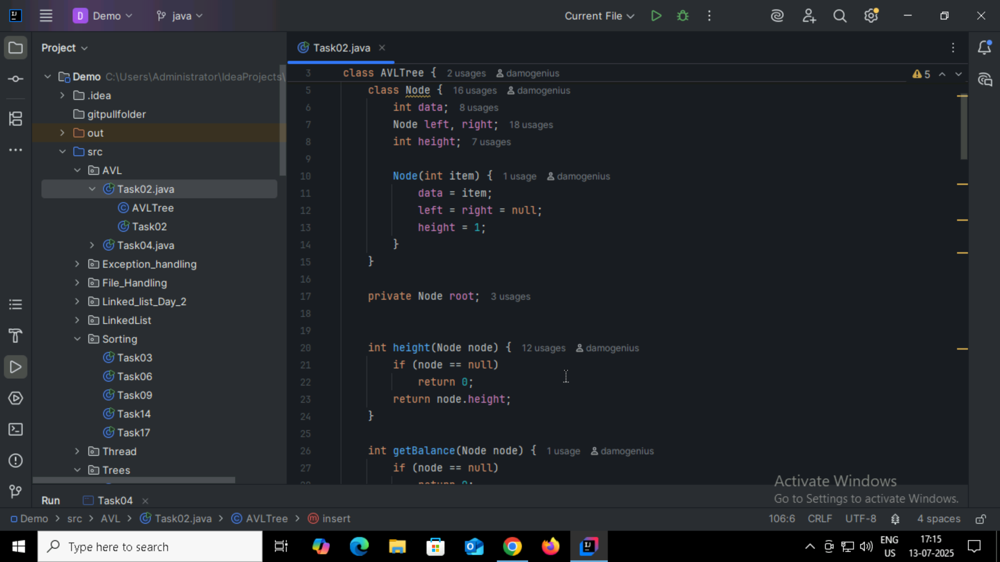 D Demo java Current File
Project
Task02.java
Demo C:\Users\Administrator\IdeaProjects\
.idea
gitpullfolder
out
src
AVL
Task02.java
AVLTree
Task02
Task04.java
Exception_handling
File_Handling
Linked_list_Day_2
LinkedList
Sorting
Task03
Task06
Task09
Task14
Task17
Thread
Trees
3 class AVLTree { 2 usages damogenius
5
5 class Node { 16 usages damogenius
6 int data; 8 usages
7 Node left, right; 18 usages
8 int height; 7 usages
9
10 Node(int item) { 1 usage damogenius
11 data = item;
12 left = right = null;
13 height = 1;
14 }
15 }
16
17 private Node root; 3 usages
18
19
20 int height(Node node) { 12 usages damogenius
21 if (node == null)
22 return 0;
23 return node.height;
24 }
25
26 int getBalance(Node node) { 1 usage damogenius
27 if (node == null)
28 return 0;
Activate Windows
Go to Settings to activate Windows.
Run Task04
Demo > src > AVL > Task02.java > AVLTree > insert
106:6 CRLF UTF-8 4 spaces
Type here to search
ENG
US
17:15
13-07-2025